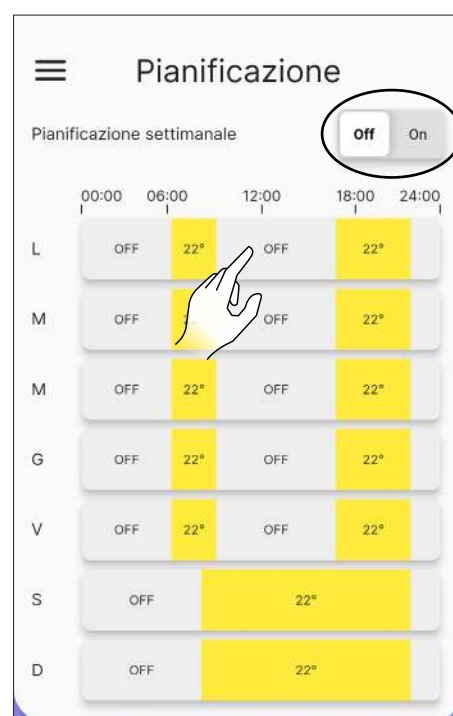 Pianificazione
Pianificazione settimanale Off On
00:00 06:00 12:00 18:00 24:00
L OFF 22° OFF 22°
M OFF OFF 22°
M OFF 22° OFF 22°
G OFF 22° OFF 22°
V OFF 22° OFF 22°
S OFF 22°
D OFF 22°